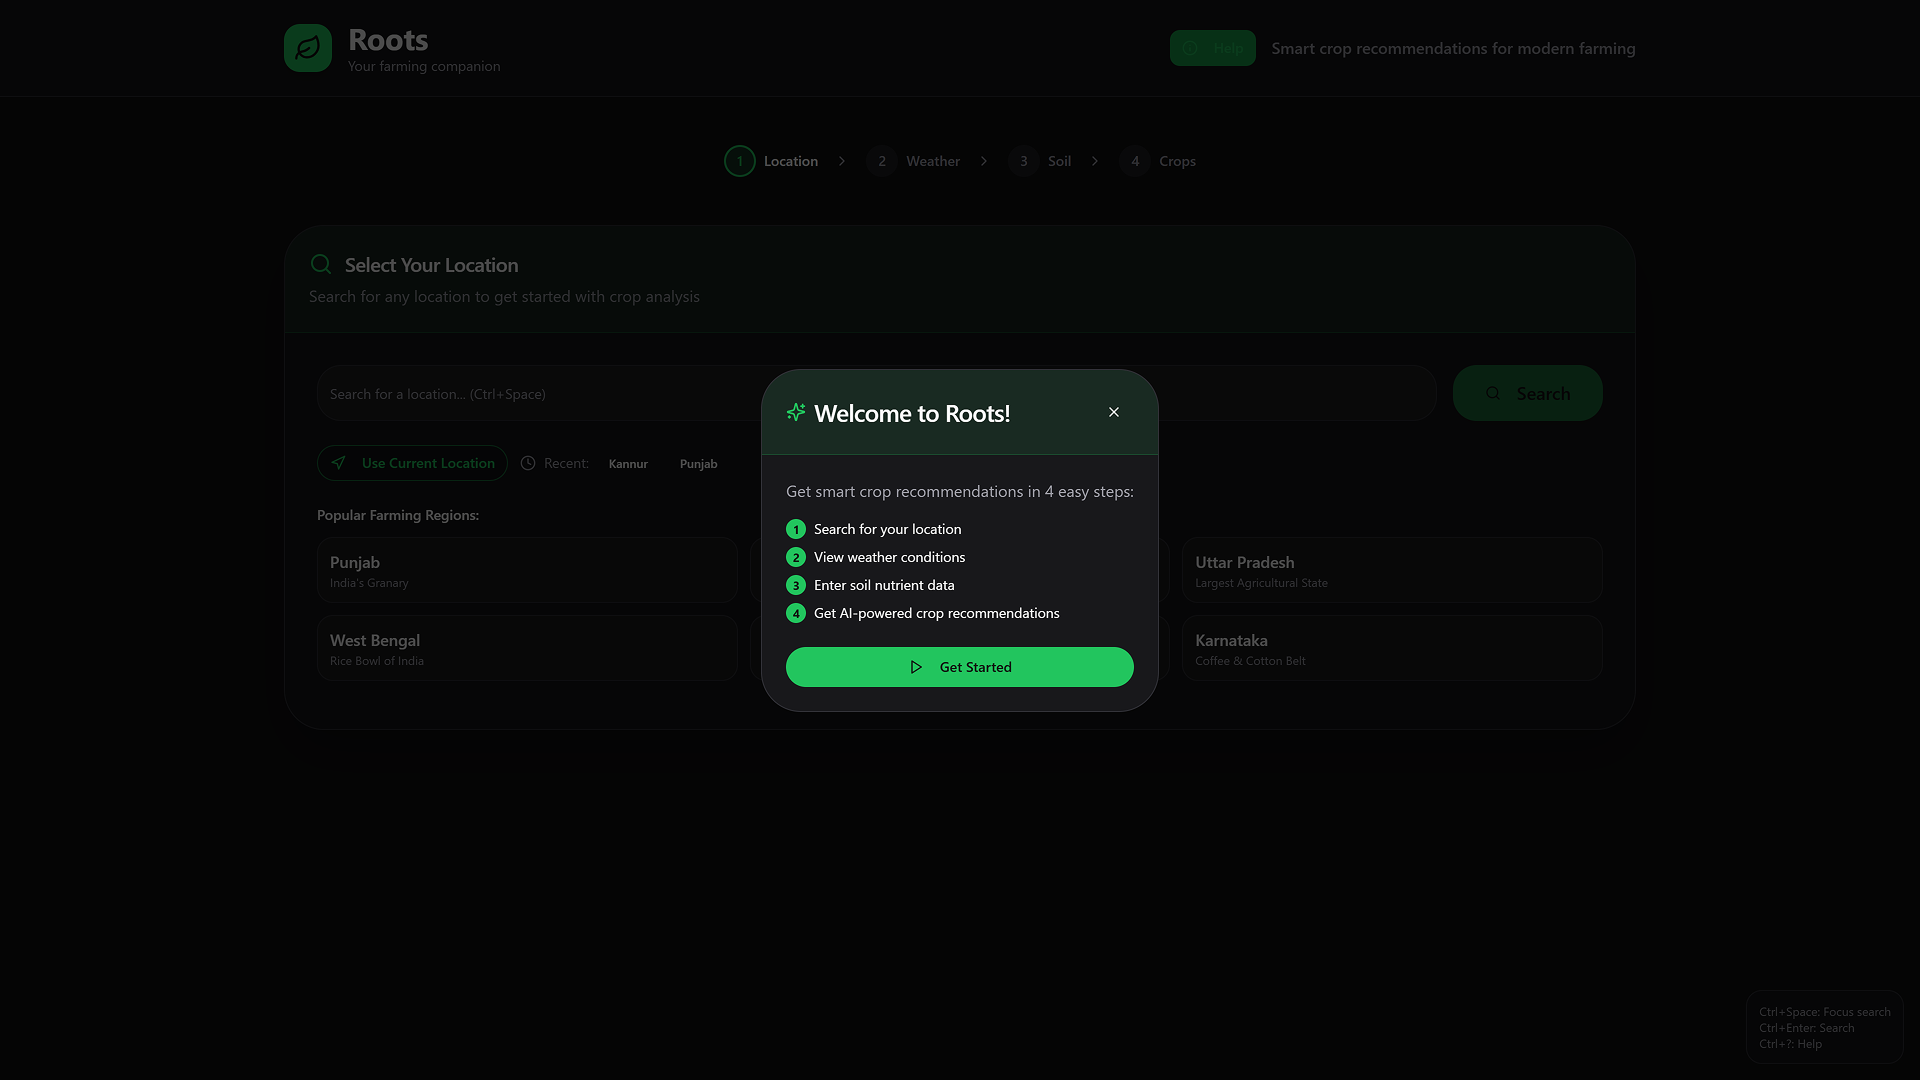 Roots
Your farming companion
Help
Smart crop recommendations for modern farming
1 Location
2 Weather
3 Soil
4 Crops
Select Your Location
Search for any location to get started with crop analysis
Search for a location... (Ctrl+Space)
Search
Use Current Location
Recent:
Kannur
Punjab
Popular Farming Regions:
Punjab
India's Granary
Uttar Pradesh
Largest Agricultural State
West Bengal
Rice Bowl of India
Karnataka
Coffee & Cotton Belt
Welcome to Roots!
Get smart crop recommendations in 4 easy steps:
1 Search for your location
2 View weather conditions
3 Enter soil nutrient data
4 Get AI-powered crop recommendations
Get Started
Ctrl+Space: Focus search
Ctrl+Enter: Search
Ctrl+?: Help